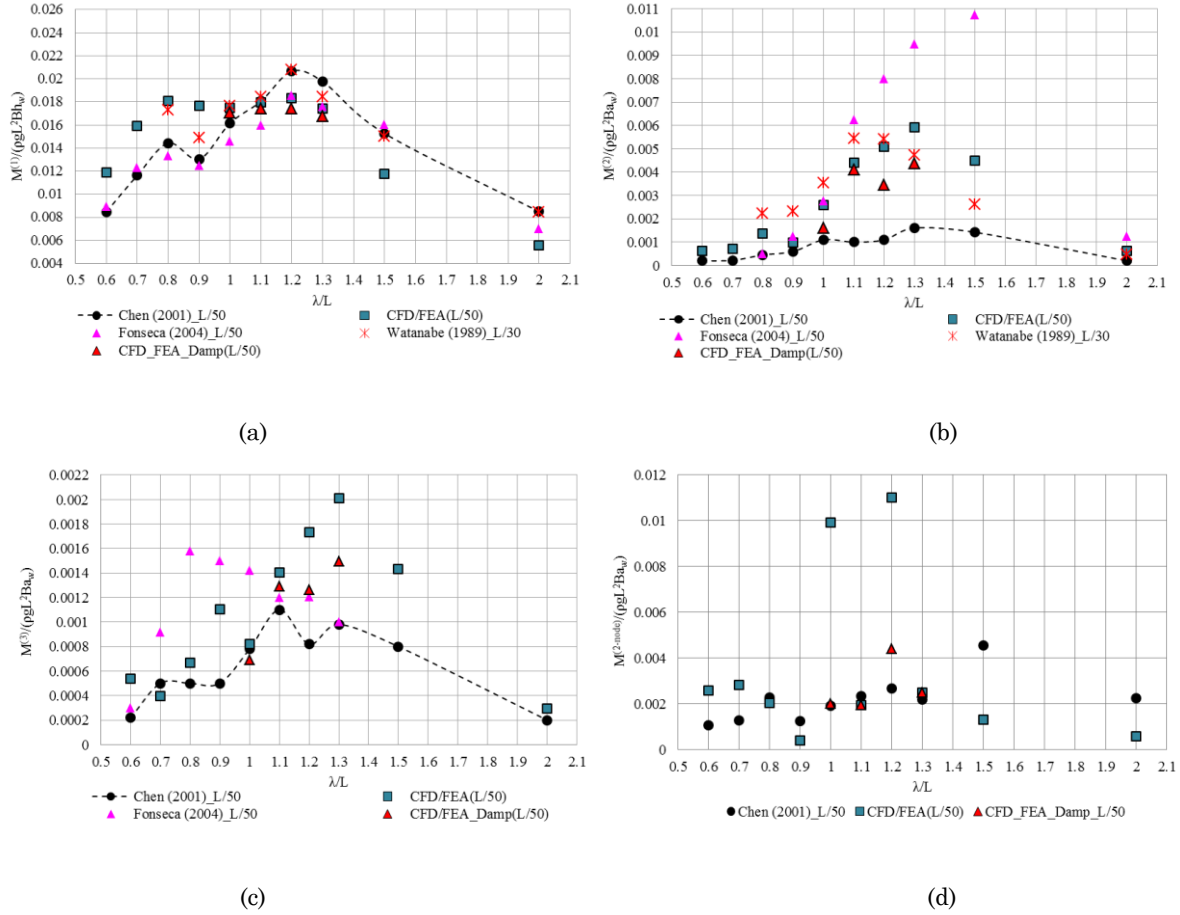 M⁽¹⁾/(ρgL²Bh_w)
0.026
0.024
0.022
0.02
0.018
0.016
0.014
0.012
0.01
0.008
0.006
0.004
0.5 0.6 0.7 0.8 0.9 1 1.1 1.2 1.3 1.4 1.5 1.6 1.7 1.8 1.9 2 2.1
λ/L
Chen (2001)_L/50 CFD/FEA(L/50)
Fonseca (2004)_L/50 Watanabe (1989)_L/30
CFD_FEA_Damp(L/50)
(a)
M⁽²⁾/(ρgL²Ba_w)
0.011
0.01
0.009
0.008
0.007
0.006
0.005
0.004
0.003
0.002
0.001
0
0.5 0.6 0.7 0.8 0.9 1 1.1 1.2 1.3 1.4 1.5 1.6 1.7 1.8 1.9 2 2.1
λ/L
Chen (2001)_L/50 CFD/FEA(L/50)
Fonseca (2004)_L/50 Watanabe (1989)_L/30
CFD_FEA_Damp(L/50)
(b)
M⁽³⁾/(ρgL²Ba_w)
0.0022
0.002
0.0018
0.0016
0.0014
0.0012
0.001
0.0008
0.0006
0.0004
0.0002
0
0.5 0.6 0.7 0.8 0.9 1 1.1 1.2 1.3 1.4 1.5 1.6 1.7 1.8 1.9 2 2.1
λ/L
Chen (2001)_L/50 CFD/FEA(L/50)
Fonseca (2004)_L/50 CFD/FEA_Damp(L/50)
(c)
M⁽²⁻ⁿᵒᵈᵉ⁾/(ρgL²Ba_w)
0.012
0.01
0.008
0.006
0.004
0.002
0
0.5 0.6 0.7 0.8 0.9 1 1.1 1.2 1.3 1.4 1.5 1.6 1.7 1.8 1.9 2 2.1
λ/L
Chen (2001)_L/50 CFD/FEA(L/50) CFD_FEA_Damp_L/50
(d)